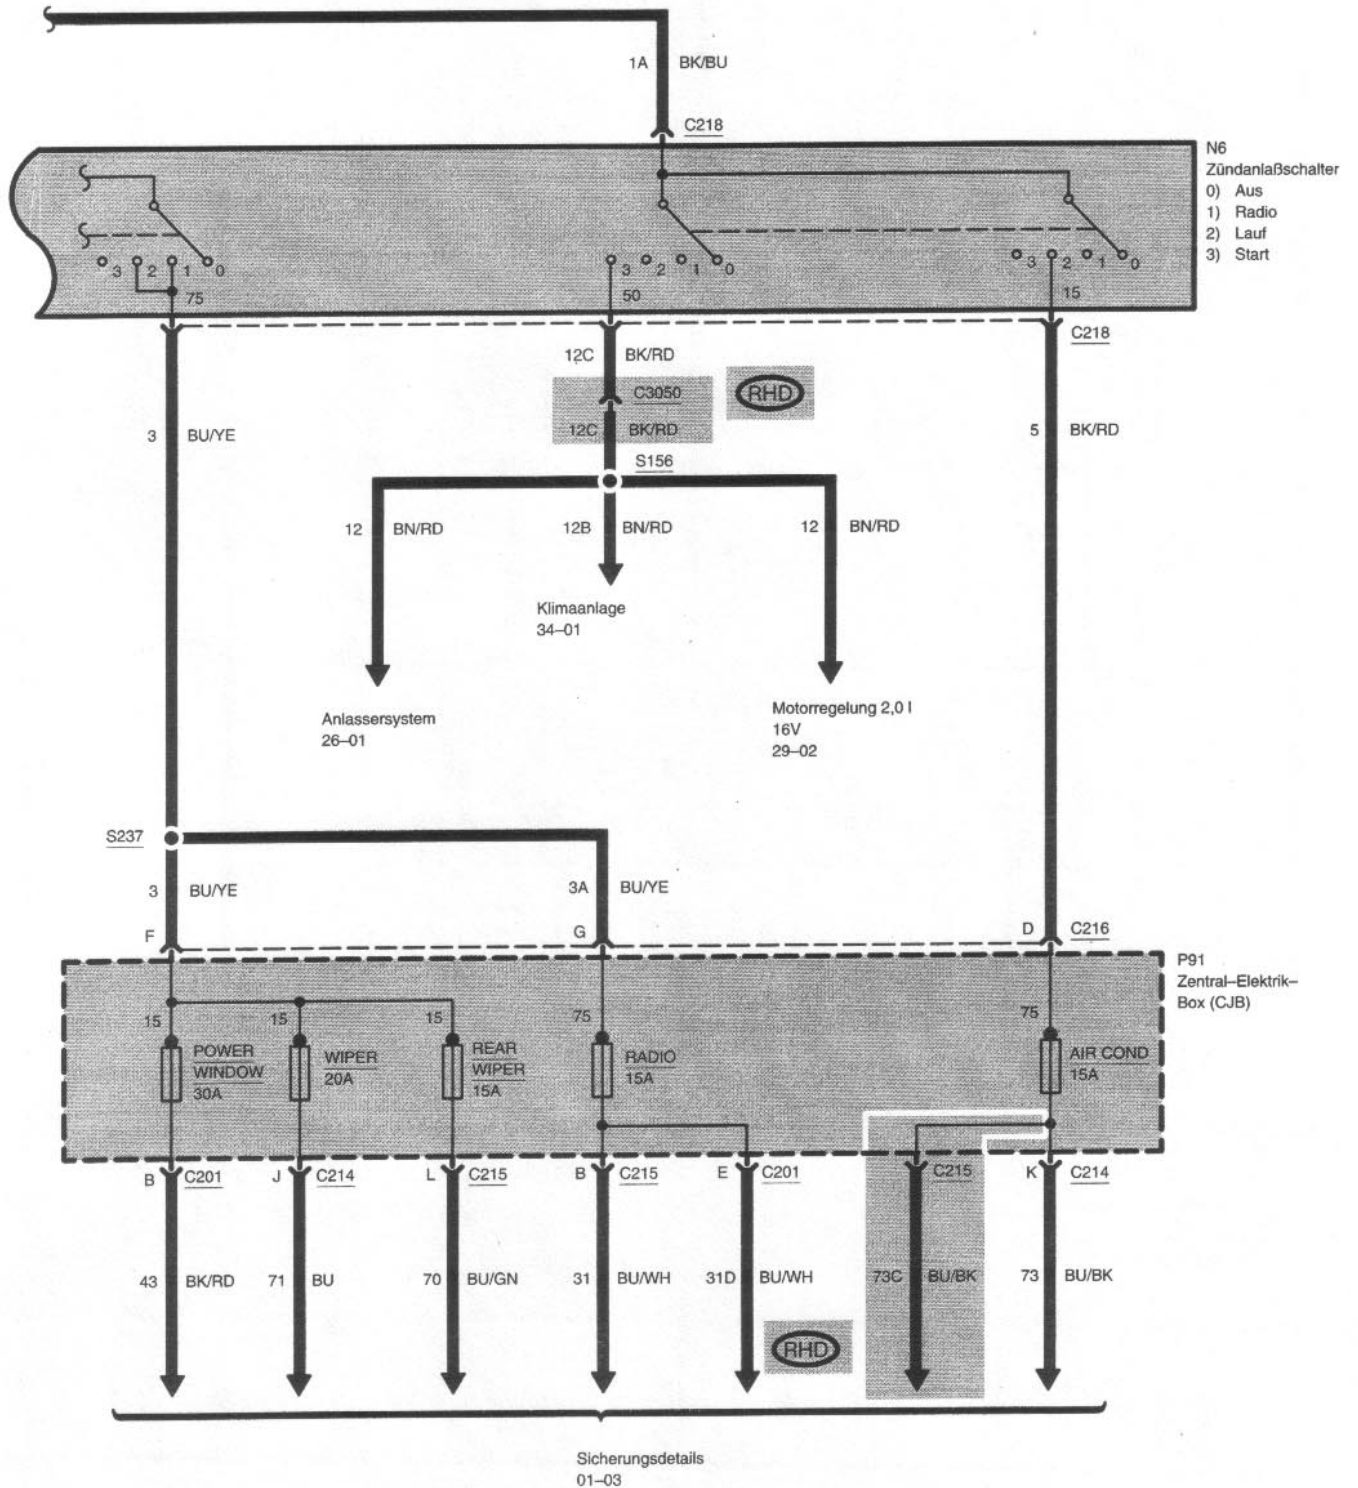 1A BK/BU
C218
N6
Zündanlaßschalter
0) Aus
1) Radio
2) Lauf
3) Start
3 2 1 0
75
3 2 1 0
50
3 2 1 0
15
C218
12C BK/RD
C3050
RHD
12C BK/RD
3 BU/YE
5 BK/RD
S156
12 BN/RD
12B BN/RD
12 BN/RD
Klimaanlage
34–01
Anlassersystem
26–01
Motorregelung 2,0 l
16V
29–02
S237
3 BU/YE
3A BU/YE
F
G
D C216
P91
Zentral–Elektrik–
Box (CJB)
15
15
15
75
75
POWER
WINDOW
30A
WIPER
20A
REAR
WIPER
15A
RADIO
15A
AIR COND
15A
B C201
J C214
L C215
B C215
E C201
C215
K C214
43 BK/RD
71 BU
70 BU/GN
31 BU/WH
31D BU/WH
73C BU/BK
73 BU/BK
RHD
Sicherungsdetails
01–03